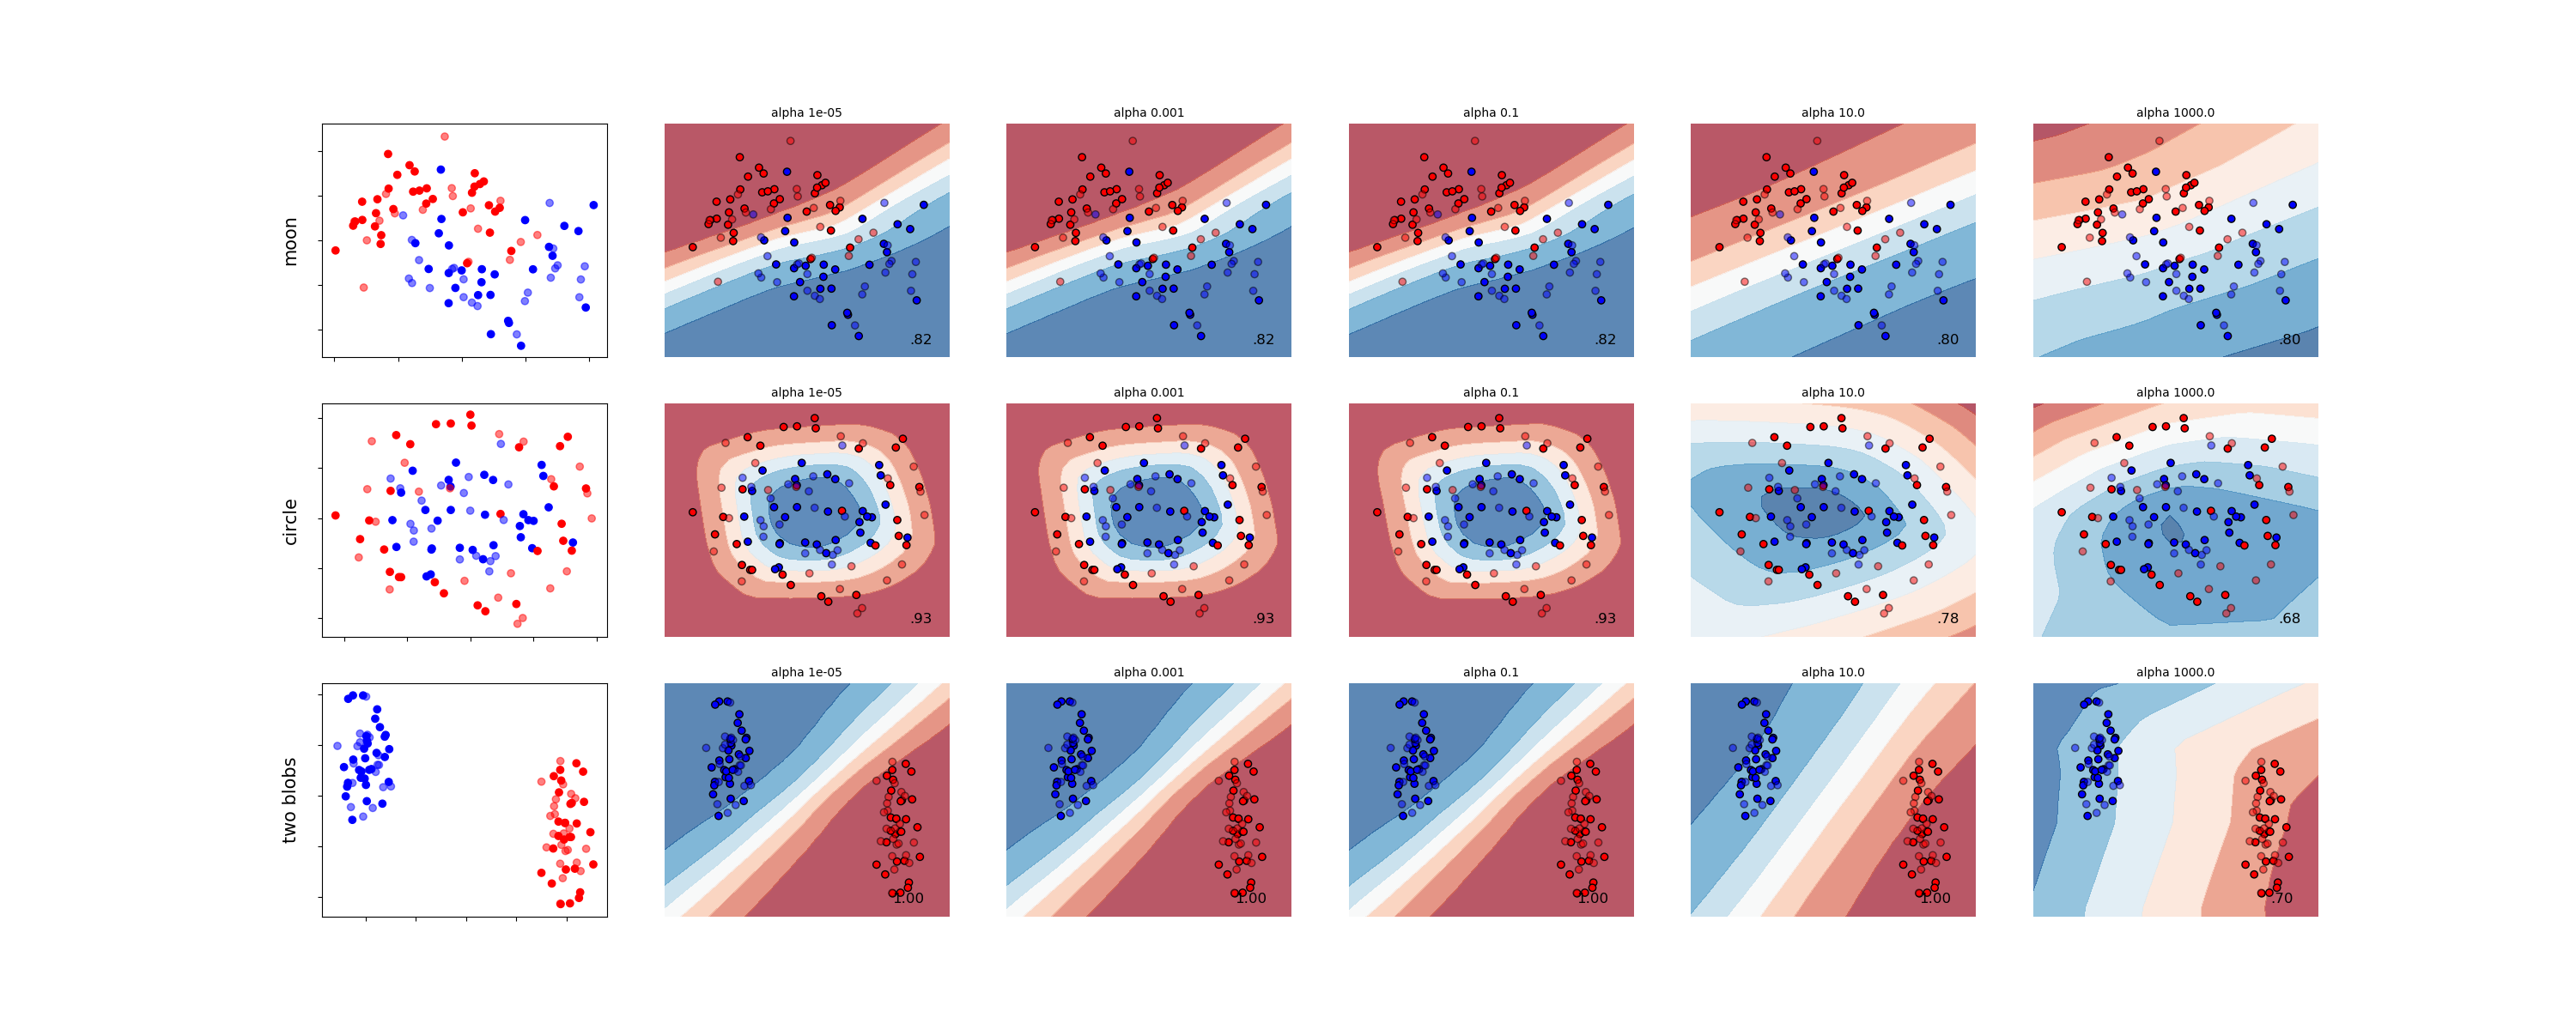 alpha 1e-05
alpha 0.001
alpha 0.1
alpha 10.0
alpha 1000.0
moon
.82
.82
.82
.80
.80
alpha 1e-05
alpha 0.001
alpha 0.1
alpha 10.0
alpha 1000.0
circle
.93
.93
.93
.78
.68
alpha 1e-05
alpha 0.001
alpha 0.1
alpha 10.0
alpha 1000.0
two blobs
1.00
1.00
1.00
1.00
.70